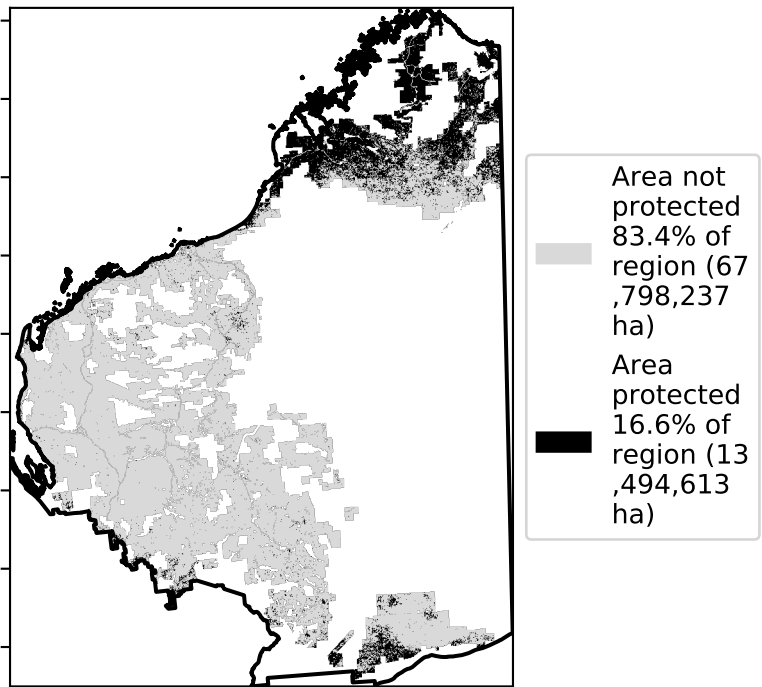 Area not
protected
83.4% of
region (67
,798,237
ha)
Area
protected
16.6% of
region (13
,494,613
ha)